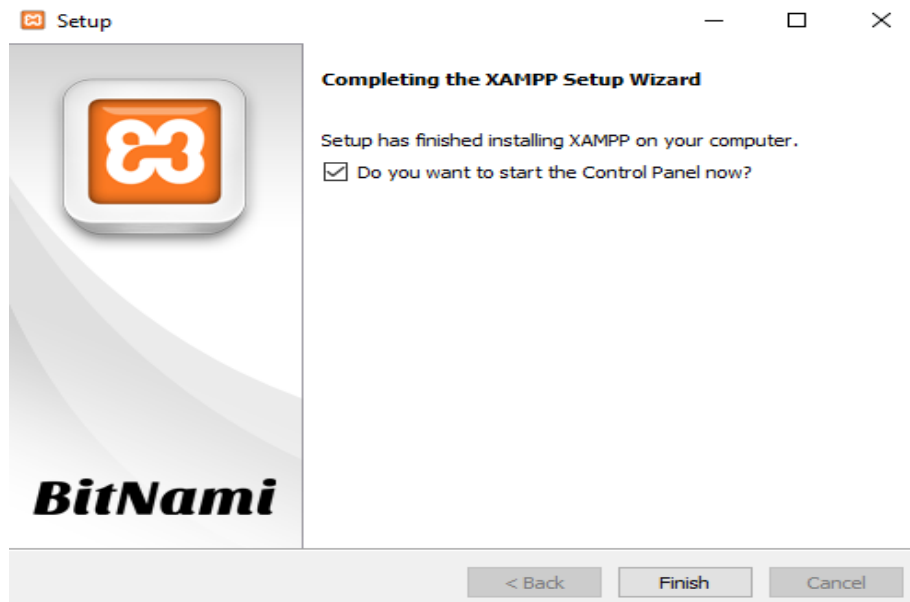 Setup
Completing the XAMPP Setup Wizard
Setup has finished installing XAMPP on your computer.
Do you want to start the Control Panel now?
BitNami
< Back
Finish
Cancel